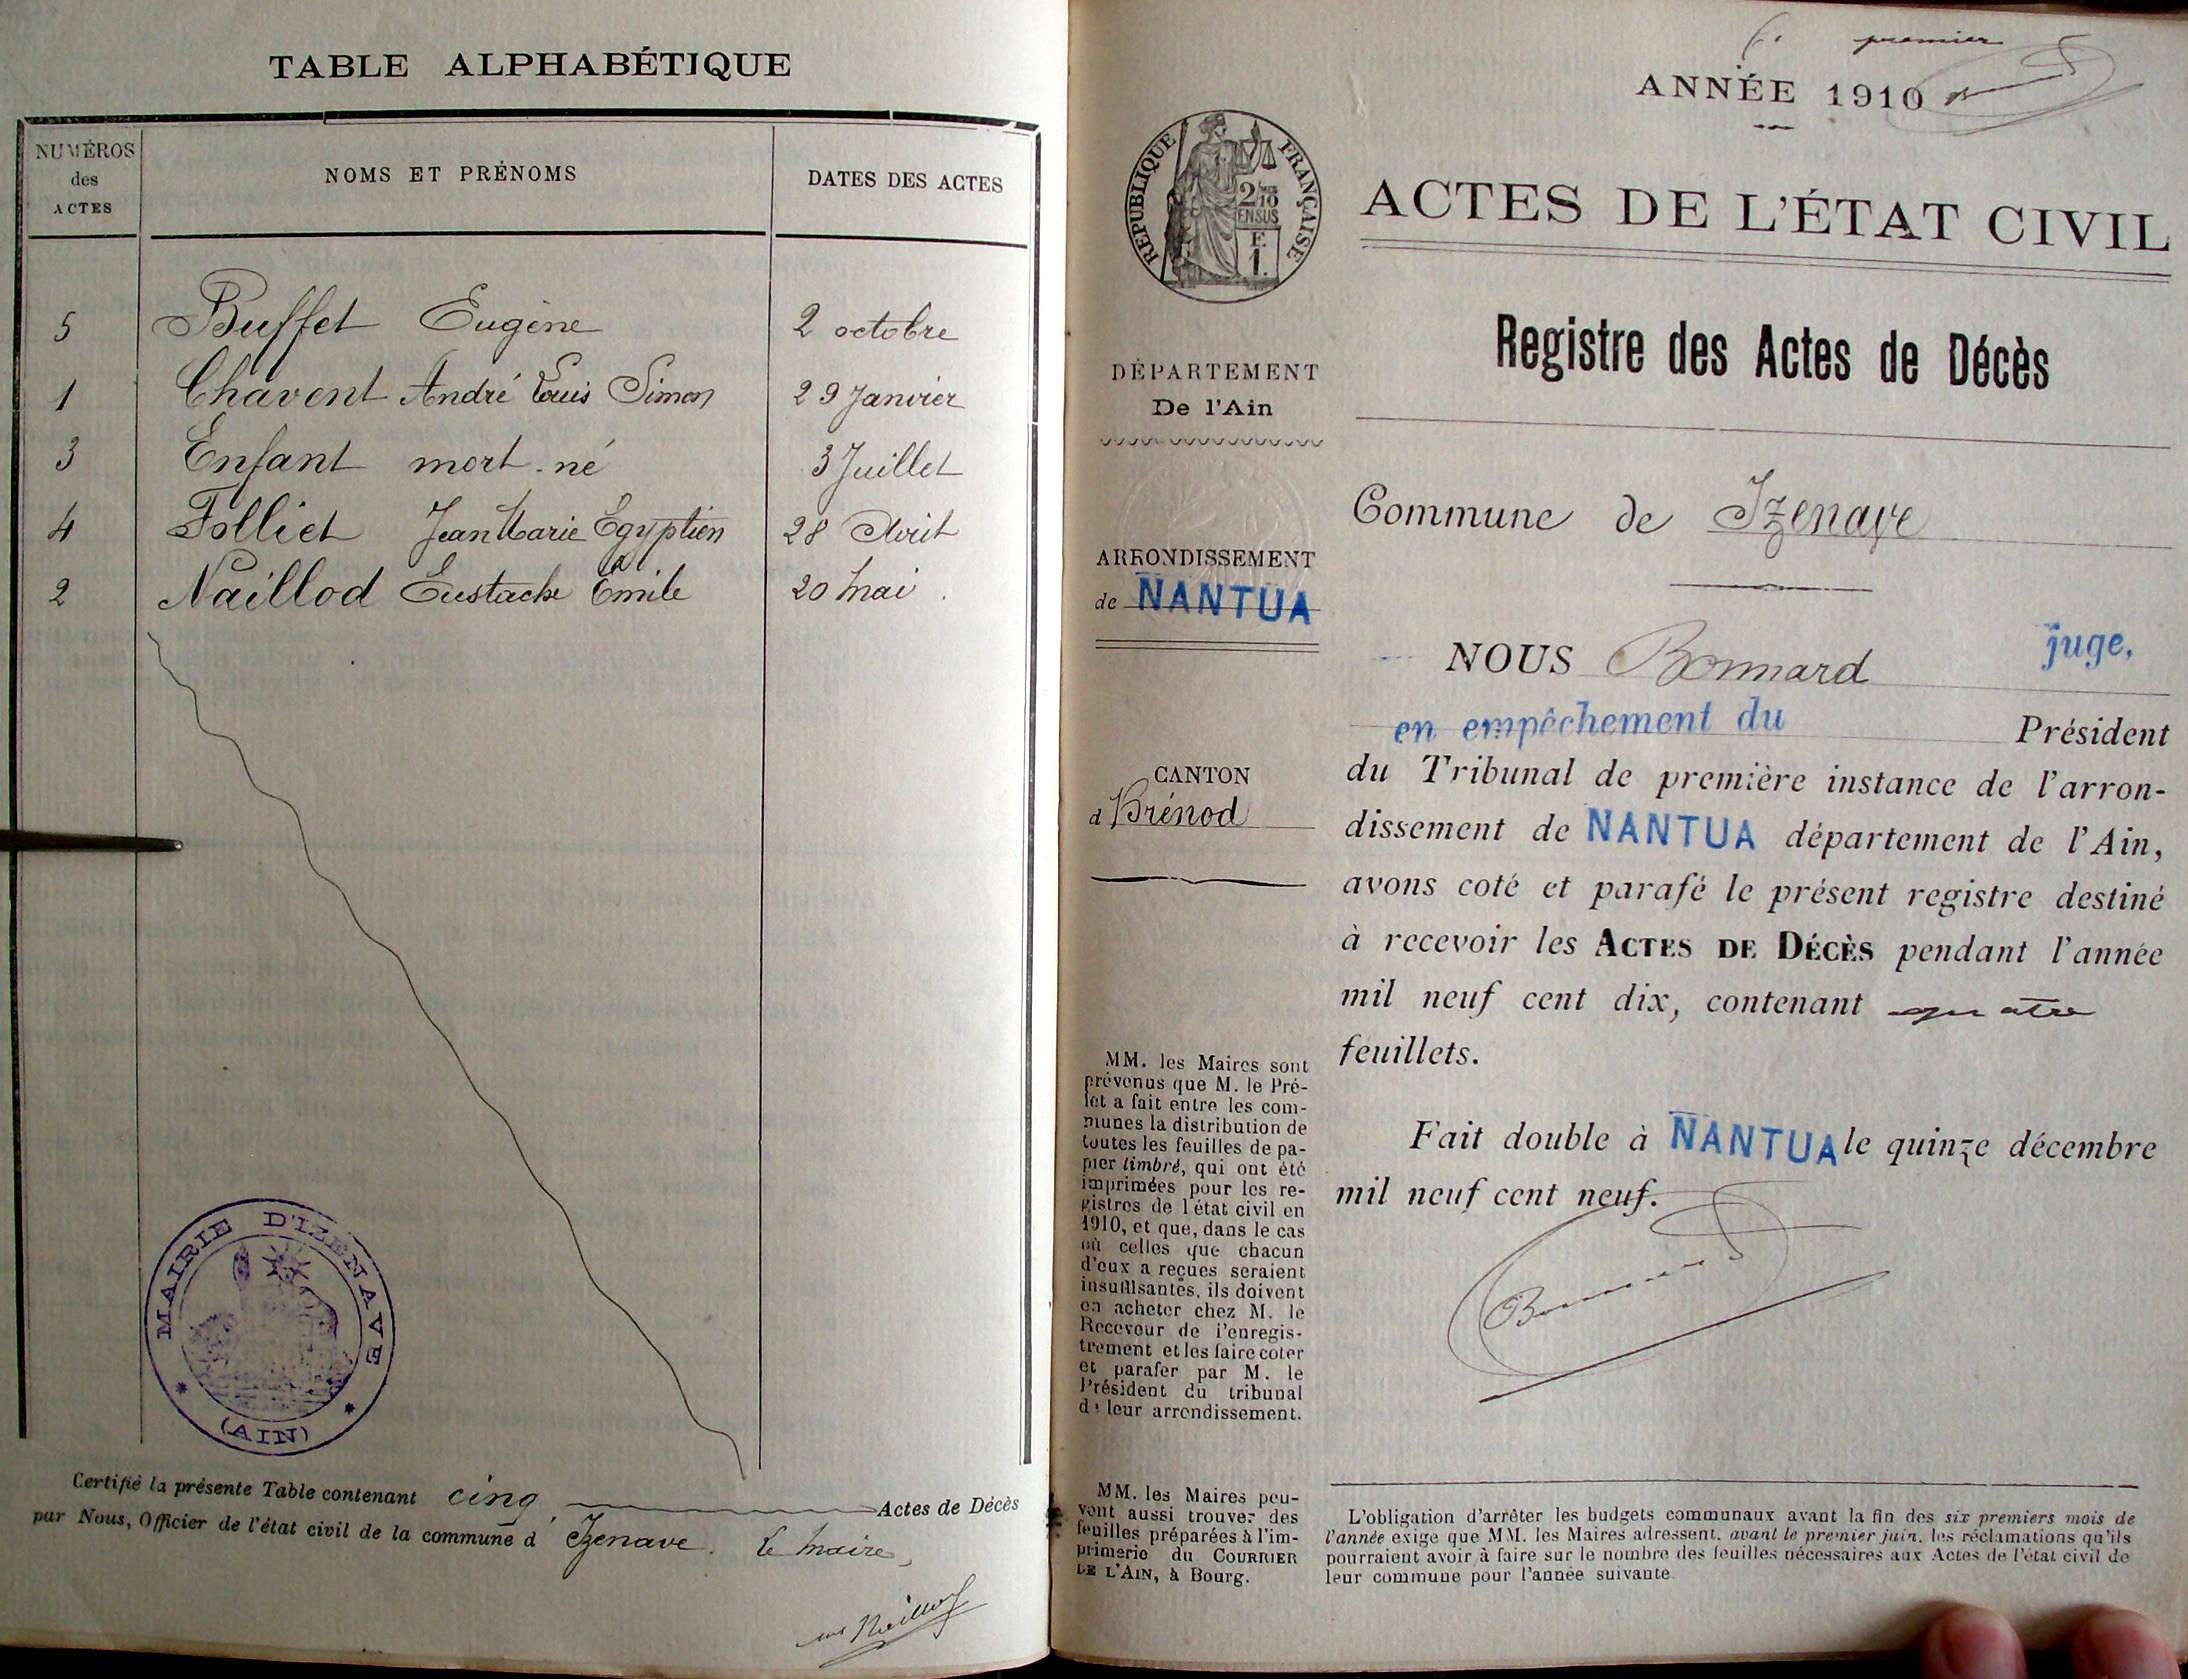 TABLE ALPHABÉTIQUE
NUMÉROS des ACTES
NOMS ET PRÉNOMS
DATES DES ACTES
5 Buffet Eugène 2 octobre
1 Chavent André Louis Simon 29 Janvier
3 Enfant mort-né 3 Juillet
4 Folliet Jean Marie Egyptien 28 Août
2 Naillod Eustache Emile 20 mai
MAIRIE D'IZENAVE
(AIN)
Certifié la présente Table contenant cinq Actes de Décès
par Nous, Officier de l'état civil de la commune d Izenave. Le maire,
Naillod
premier
ANNÉE 1910
RÉPUBLIQUE FRANÇAISE
2/10
EN SUS
F.
1.
ACTES DE L'ÉTAT CIVIL
Registre des Actes de Décès
DÉPARTEMENT
De l'Ain
Commune de Izenave
ARRONDISSEMENT
de NANTUA
NOUS Bonnard juge,
en empêchement du Président
du Tribunal de première instance de l'arron-
dissement de NANTUA département de l'Ain,
avons coté et parafé le présent registre destiné
à recevoir les ACTES DE DÉCÈS pendant l'année
mil neuf cent dix, contenant quatre
feuillets.
CANTON
d Brénod
Fait double à NANTUA le quinze décembre
mil neuf cent neuf.
MM. les Maires sont
prévenus que M. le Pré-
fet a fait entre les com-
munes la distribution de
toutes les feuilles de pa-
pier timbré, qui ont été
imprimées pour les re-
gistres de l'état civil en
1910, et que, dans le cas
où celles que chacun
d'eux a reçues seraient
insuffisantes, ils doivent
en acheter chez M. le
Receveur de l'enregis-
trement et les faire coter
et parafer par M. le
Président du tribunal
de leur arrondissement.
MM. les Maires peu-
vent aussi trouver des
feuilles préparées à l'im-
primerie du COURRIER
DE L'AIN, à Bourg.
L'obligation d'arrêter les budgets communaux avant la fin des six premiers mois de
l'année exige que MM. les Maires adressent, avant le premier juin, les réclamations qu'ils
pourraient avoir à faire sur le nombre des feuilles nécessaires aux Actes de l'état civil de
leur commune pour l'année suivante.